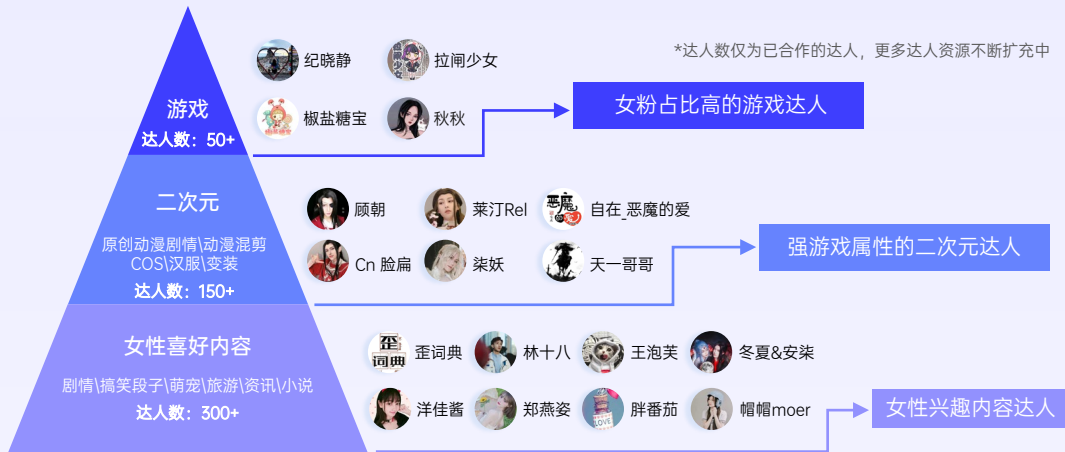 *达人数仅为已合作的达人，更多达人资源不断扩充中
游戏
达人数：50+
纪晓静
拉闸少女
椒盐糖宝
秋秋
女粉占比高的游戏达人
二次元
原创动漫剧情\动漫混剪
COS\汉服\变装
达人数：150+
顾朝
莱汀Rel
恶魔
自在_恶魔的爱
Cn 脸扁
柒妖
天一哥哥
强游戏属性的二次元达人
女性喜好内容
剧情\搞笑段子\萌宠\旅游\资讯\小说
达人数：300+
歪
词典
歪词典
林十八
王泡芙
冬夏&安柒
洋佳酱
郑燕姿
LOVE
胖番茄
帽帽moer
女性兴趣内容达人